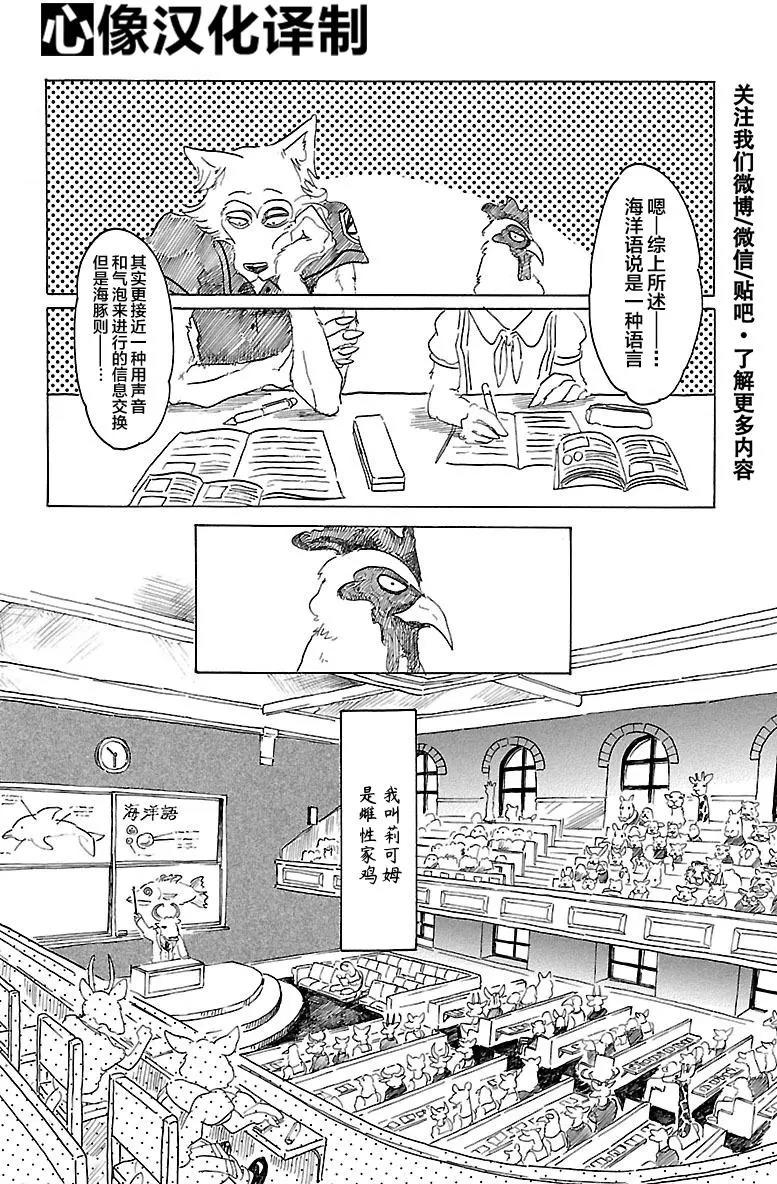 心像汉化译制
关注我们微博/微信/贴吧·了解更多内容
嗯—综上所述——…
海洋语说是一种语言
其实更接近一种用声音
和气泡来进行的信息交换
但是海豚则——…
我叫莉可姆
是雌性家鸡
海洋語